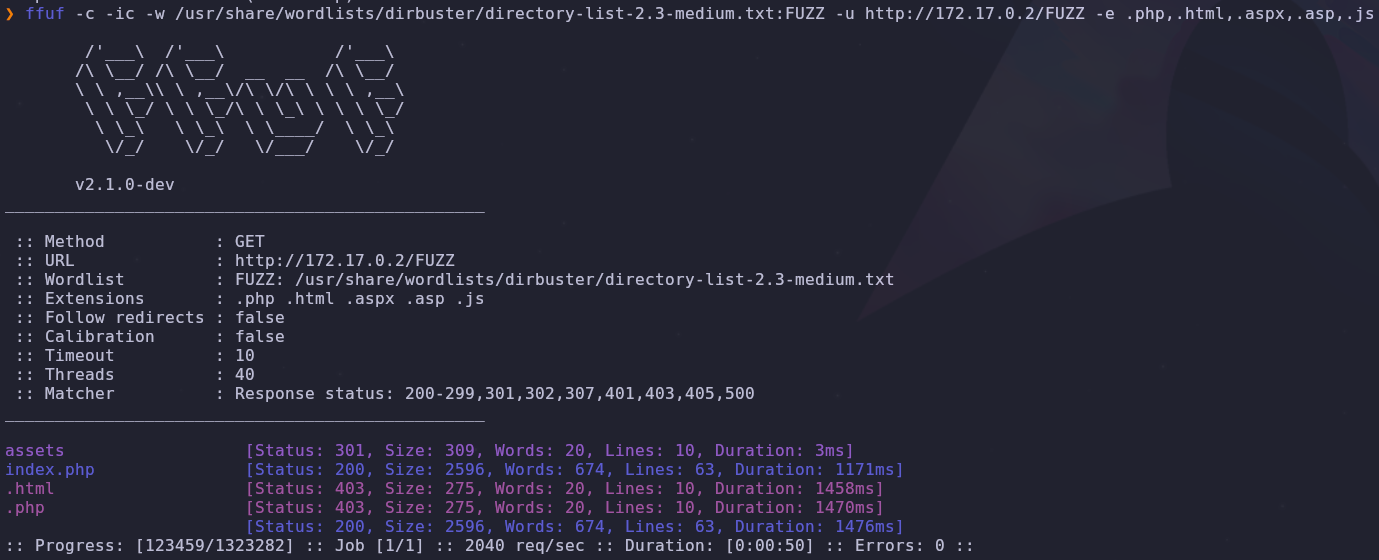 ❯ ffuf -c -ic -w /usr/share/wordlists/dirbuster/directory-list-2.3-medium.txt:FUZZ -u http://172.17.0.2/FUZZ -e .php,.html,.aspx,.asp,.js

        /'___\  /'___\           /'___\
       /\ \__/ /\ \__/  __  __  /\ \__/
       \ \ ,__\\ \ ,__\/\ \/\ \ \ \ ,__\
        \ \ \_/ \ \ \_/\ \ \_\ \ \ \ \_/
         \ \_\   \ \_\  \ \____/  \ \_\
          \/_/    \/_/   \/___/    \/_/

       v2.1.0-dev
________________________________________________

 :: Method           : GET
 :: URL              : http://172.17.0.2/FUZZ
 :: Wordlist         : FUZZ: /usr/share/wordlists/dirbuster/directory-list-2.3-medium.txt
 :: Extensions       : .php .html .aspx .asp .js
 :: Follow redirects : false
 :: Calibration      : false
 :: Timeout          : 10
 :: Threads          : 40
 :: Matcher          : Response status: 200-299,301,302,307,401,403,405,500
________________________________________________

assets                  [Status: 301, Size: 309, Words: 20, Lines: 10, Duration: 3ms]
index.php               [Status: 200, Size: 2596, Words: 674, Lines: 63, Duration: 1171ms]
.html                   [Status: 403, Size: 275, Words: 20, Lines: 10, Duration: 1458ms]
.php                    [Status: 403, Size: 275, Words: 20, Lines: 10, Duration: 1470ms]
                        [Status: 200, Size: 2596, Words: 674, Lines: 63, Duration: 1476ms]
:: Progress: [123459/1323282] :: Job [1/1] :: 2040 req/sec :: Duration: [0:00:50] :: Errors: 0 ::